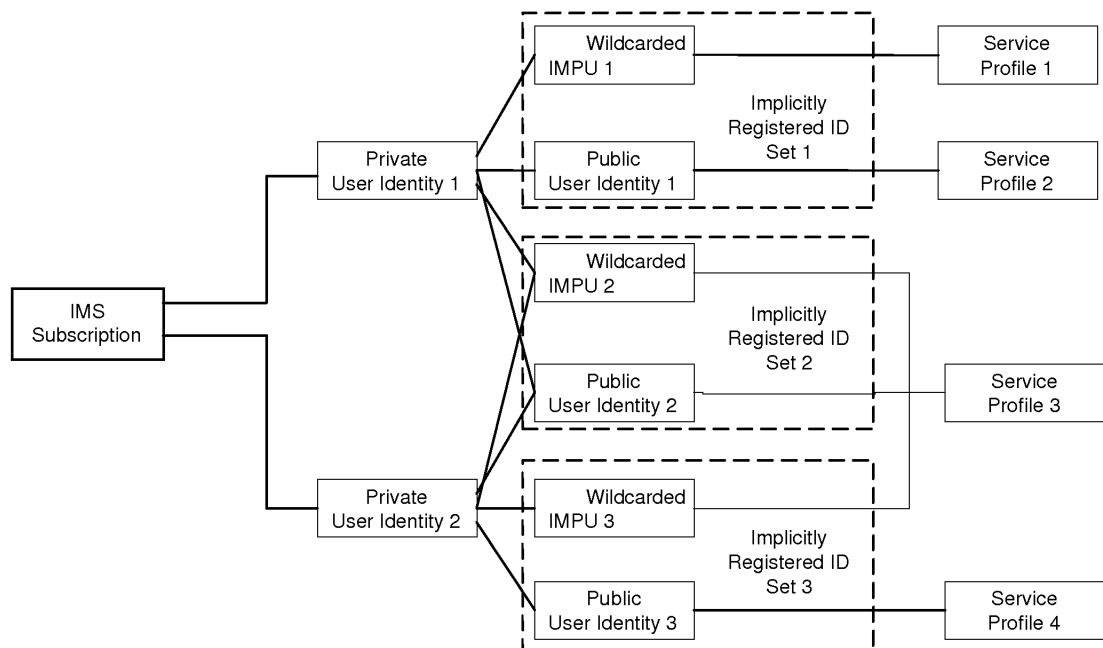 Wildcarded
IMPU 1
Service
Profile 1
Implicitly
Registered ID
Set 1
Private
User Identity 1
Public
User Identity 1
Service
Profile 2
Wildcarded
IMPU 2
IMS
Subscription
Implicitly
Registered ID
Set 2
Public
User Identity 2
Service
Profile 3
Private
User Identity 2
Wildcarded
IMPU 3
Implicitly
Registered ID
Set 3
Public
User Identity 3
Service
Profile 4